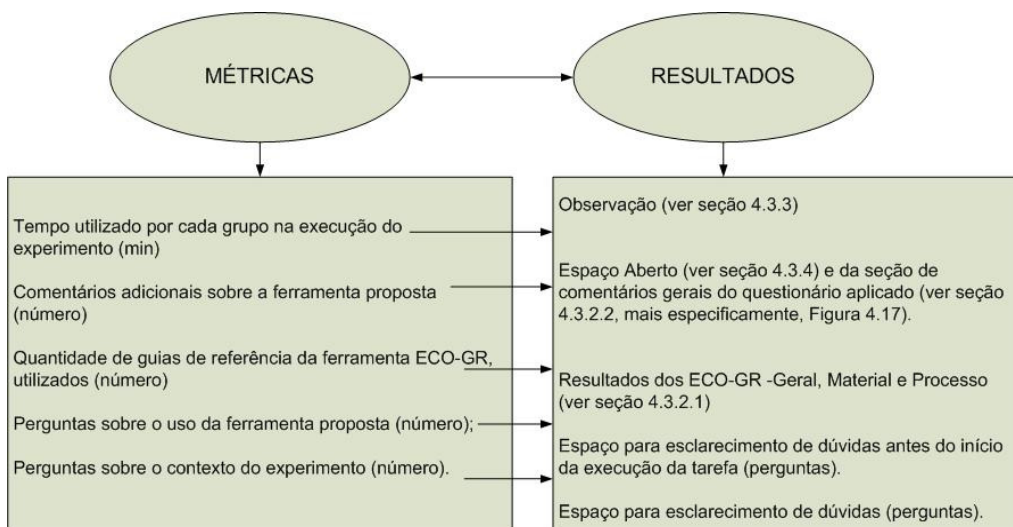 MÉTRICAS
RESULTADOS
Tempo utilizado por cada grupo na execução do
experimento (min)
Comentários adicionais sobre a ferramenta proposta
(número)
Quantidade de guias de referência da ferramenta ECO-GR,
utilizados (número)
Perguntas sobre o uso da ferramenta proposta (número);
Perguntas sobre o contexto do experimento (número).
Observação (ver seção 4.3.3)
Espaço Aberto (ver seção 4.3.4) e da seção de
comentários gerais do questionário aplicado (ver seção
4.3.2.2, mais especificamente, Figura 4.17).
Resultados dos ECO-GR -Geral, Material e Processo
(ver seção 4.3.2.1)
Espaço para esclarecimento de dúvidas antes do início
da execução da tarefa (perguntas).
Espaço para esclarecimento de dúvidas (perguntas).